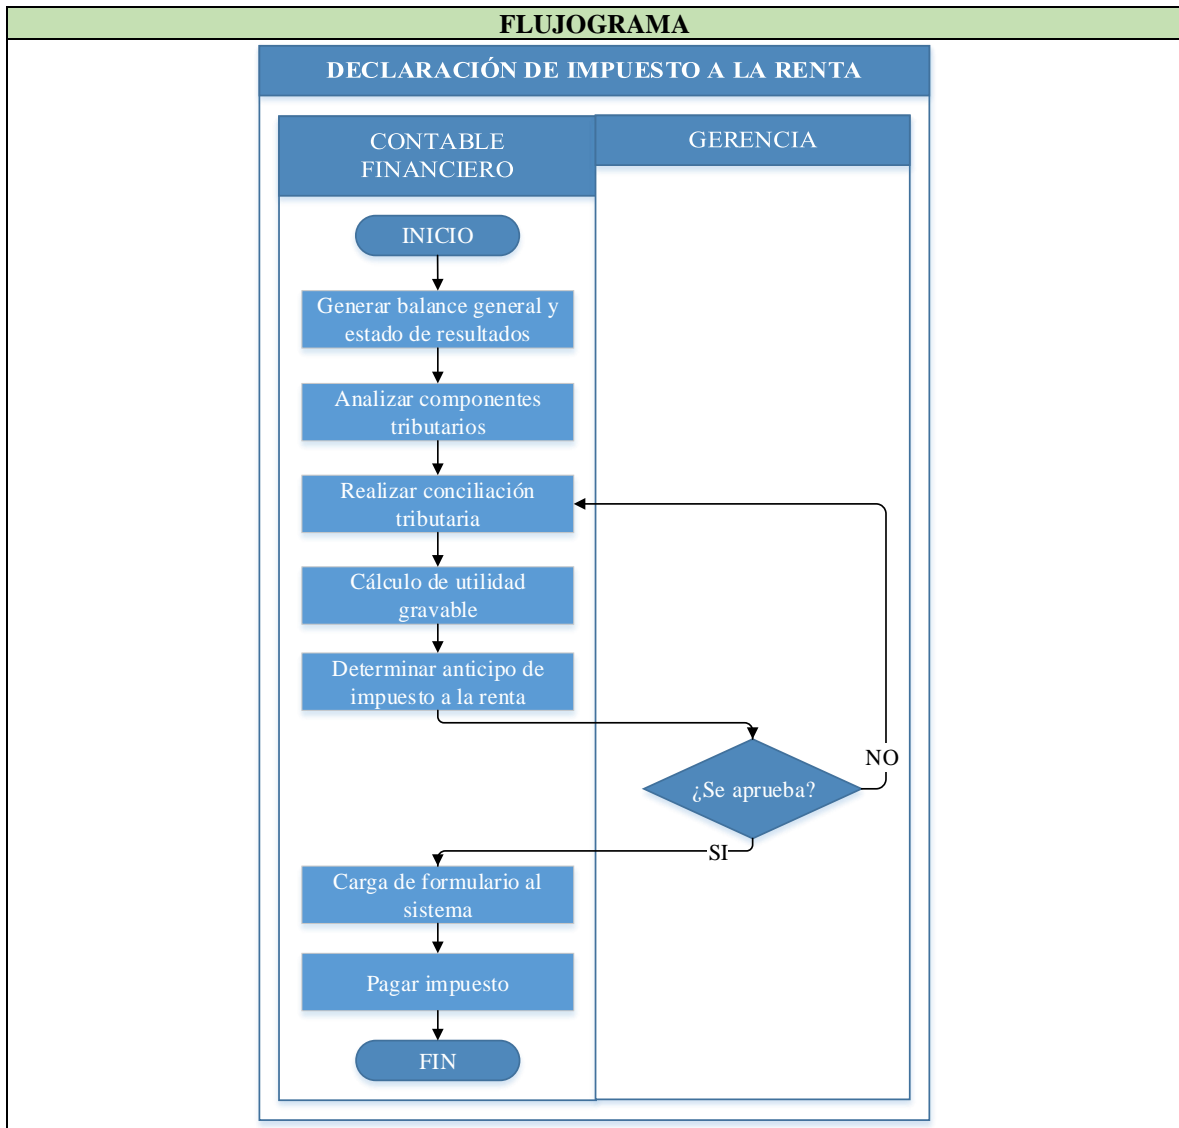 FLUJOGRAMA
DECLARACIÓN DE IMPUESTO A LA RENTA
CONTABLE
FINANCIERO
GERENCIA
INICIO
Generar balance general y
estado de resultados
Analizar componentes
tributarios
Realizar conciliación
tributaria
Cálculo de utilidad
gravable
Determinar anticipo de
impuesto a la renta
NO
¿Se aprueba?
SI
Carga de formulario al
sistema
Pagar impuesto
FIN